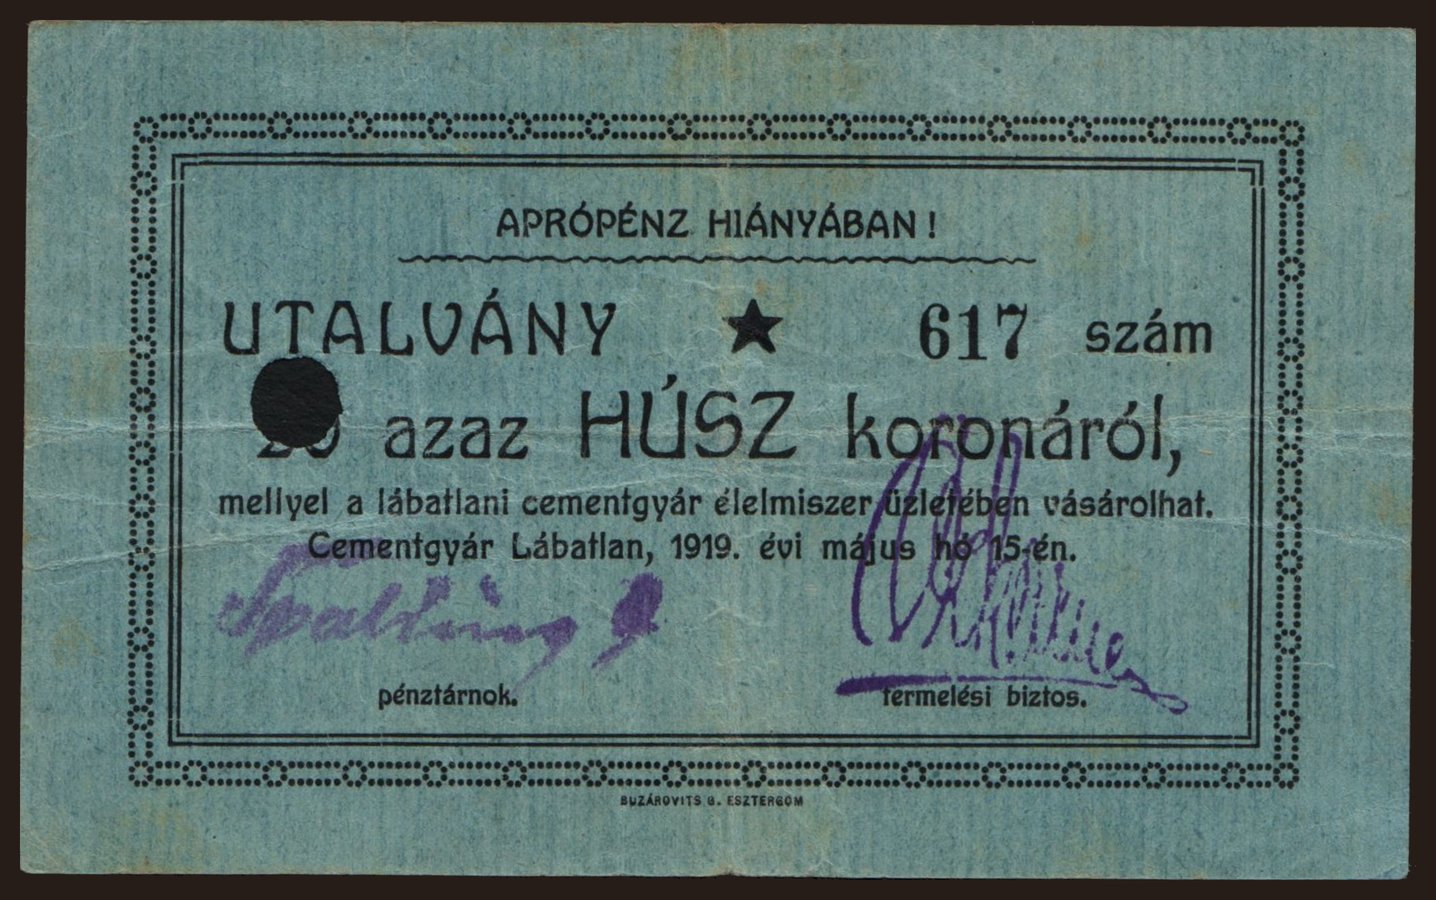 APRÓPÉNZ HIÁNYÁBAN!
UTALVÁNY ★ 617 szám
20 azaz HÚSZ koronáról,
mellyel a lábatlani cementgyár élelmiszer üzletében vásárolhat.
Cementgyár Lábatlan, 1919. évi május hó 15-én.
pénztárnok. termelési biztos.
BUZÁROVITS G. ESZTERGOM